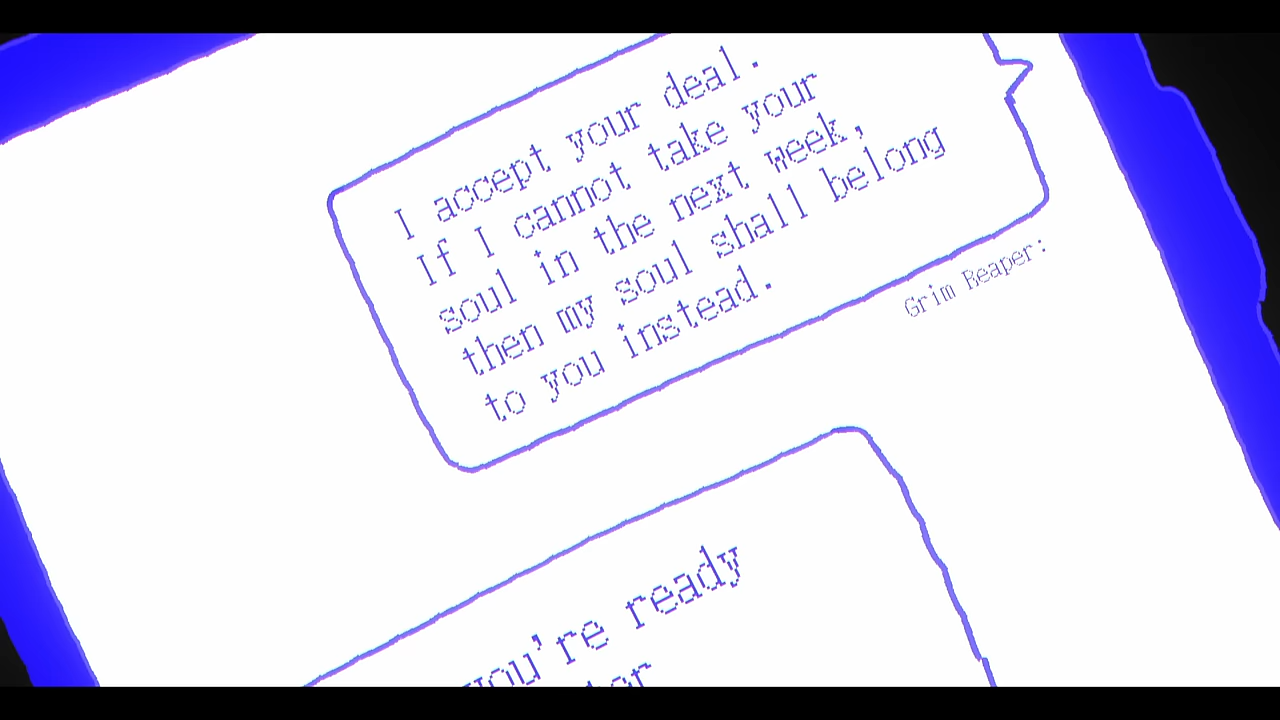 I accept your deal.
If I cannot take your
soul in the next week,
then my soul shall belong
to you instead.
Grim Reaper:
you're ready